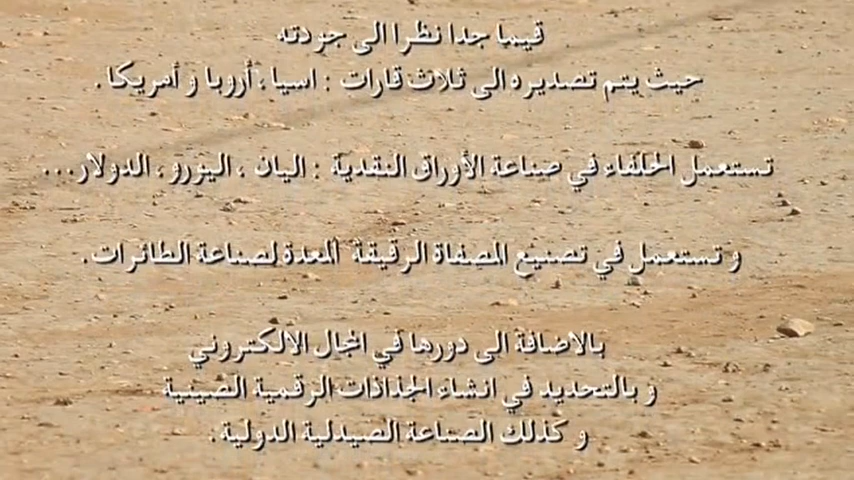 قيما جدا نظرا الى جودته
حيث يتم تصديره الى ثلاث قارات : اسيا ، أروبا و أمريكا .
تستعمل الحلفاء في صناعة الأوراق النقدية : اليان ، اليورو، الدولار...
و تستعمل في تصنيع المصفاة الرقيقة ألمعدة لصناعة الطائرات.
بالاضافة الى دورها في المجال الالكتروني
و بالتحديد في انشاء الجذاذات الرقمية الصينية
و كذلك الصناعة الصيدلية الدولية.